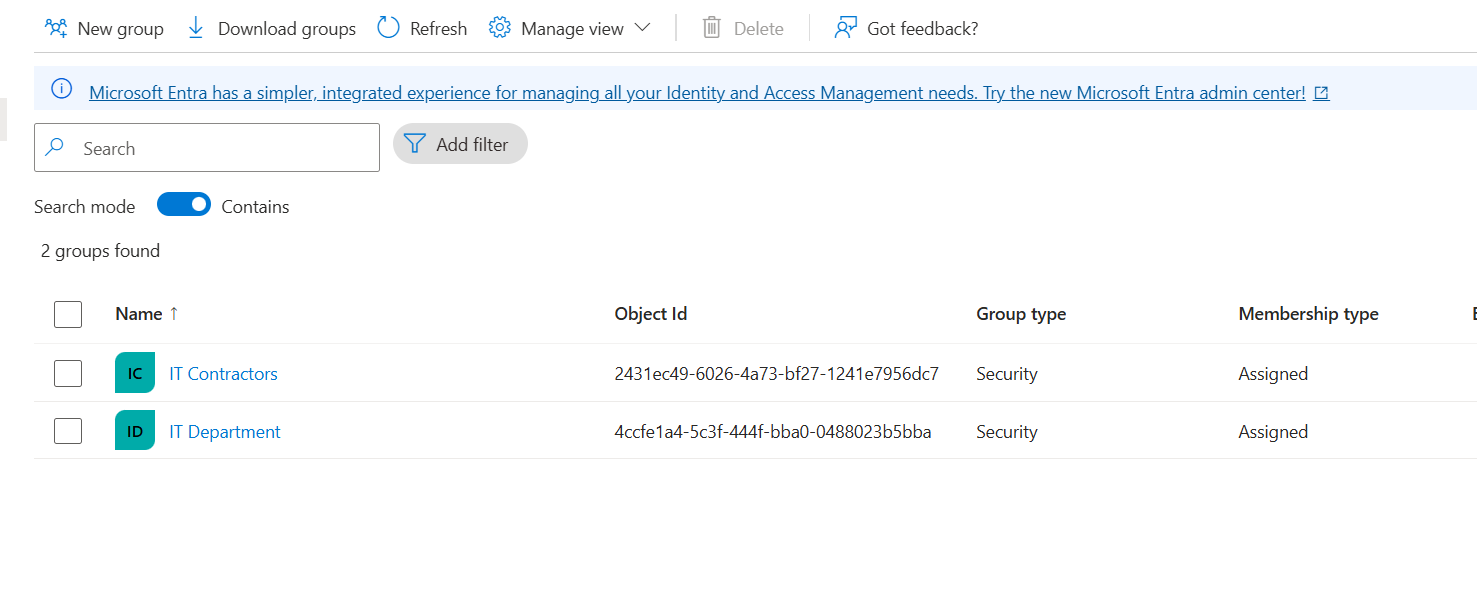 New group Download groups Refresh Manage view Delete Got feedback?
Microsoft Entra has a simpler, integrated experience for managing all your Identity and Access Management needs. Try the new Microsoft Entra admin center!
Search Add filter
Search mode Contains
2 groups found
Name ↑ Object Id Group type Membership type
IC IT Contractors 2431ec49-6026-4a73-bf27-1241e7956dc7 Security Assigned
ID IT Department 4ccfe1a4-5c3f-444f-bba0-0488023b5bba Security Assigned